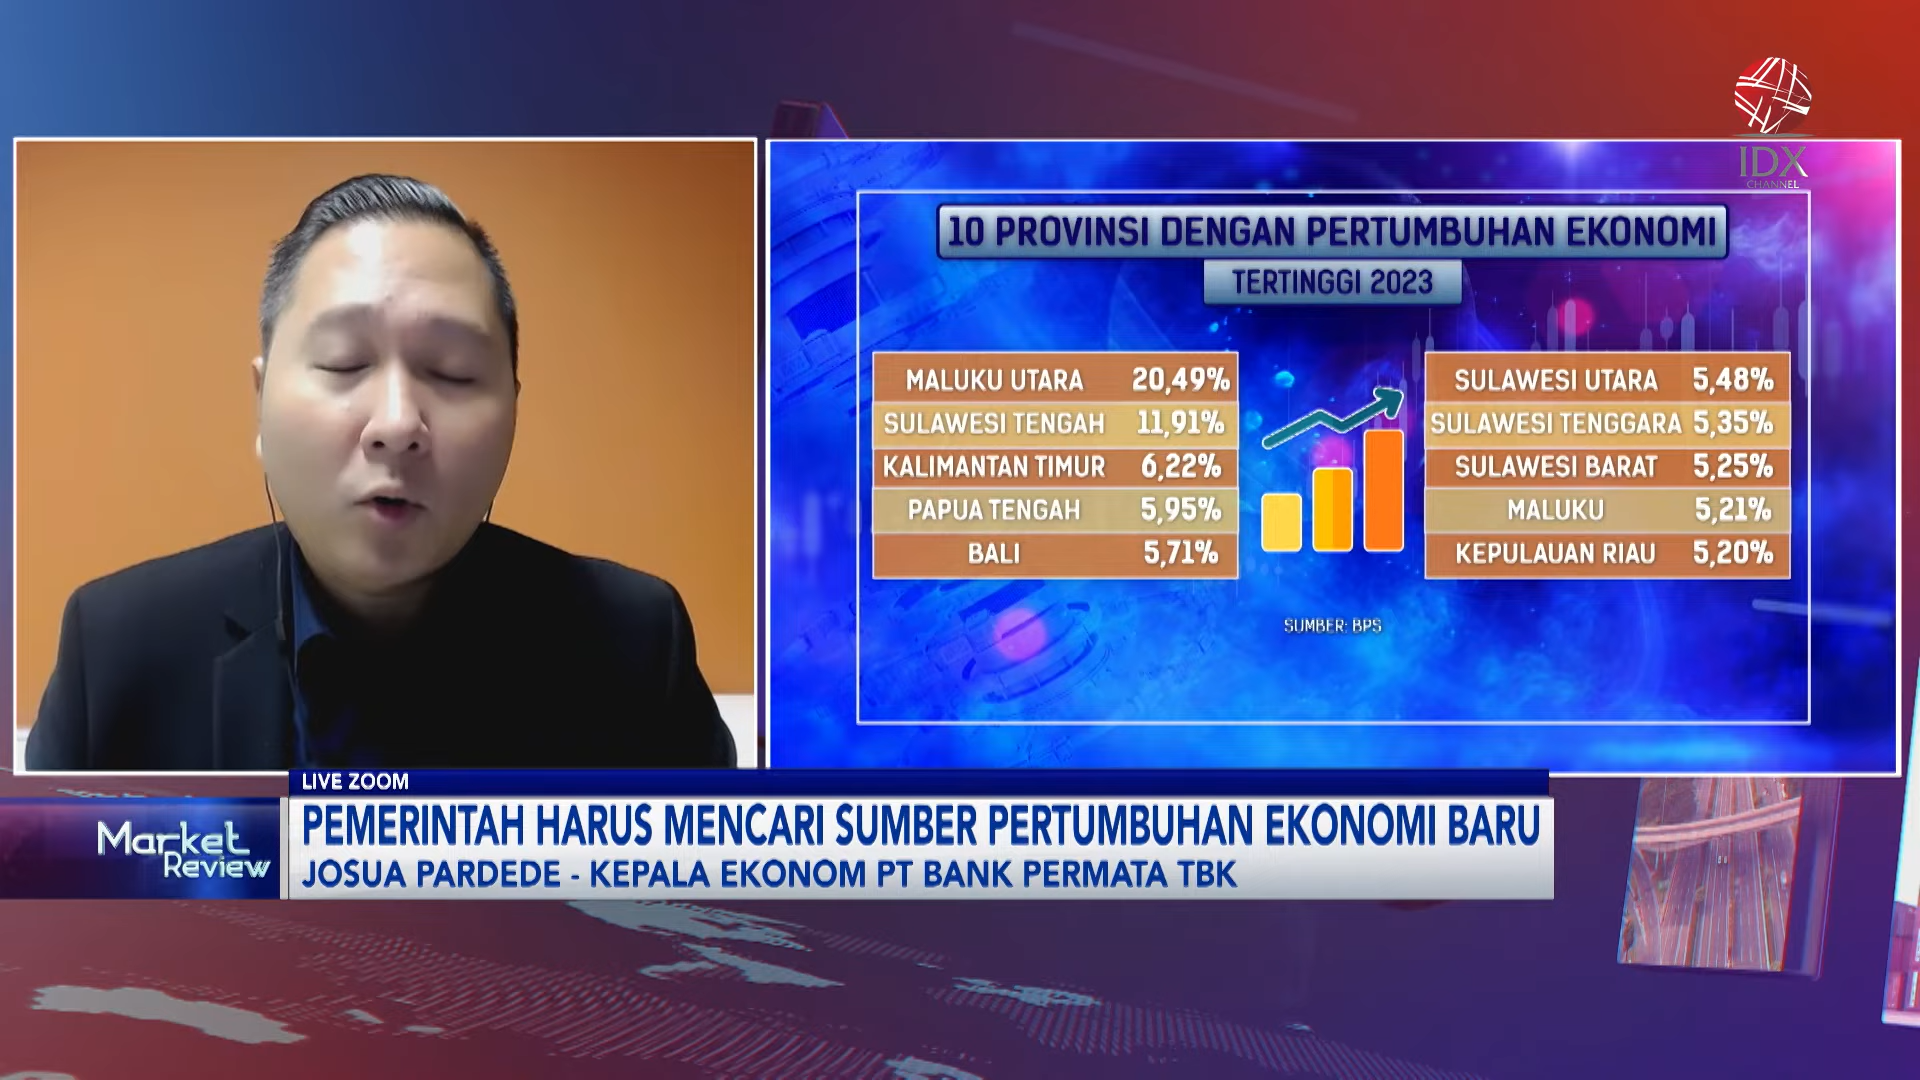 IDX
CHANNEL
10 PROVINSI DENGAN PERTUMBUHAN EKONOMI
TERTINGGI 2023
MALUKU UTARA 20,49%
SULAWESI TENGAH 11,91%
KALIMANTAN TIMUR 6,22%
PAPUA TENGAH 5,95%
BALI 5,71%
SULAWESI UTARA 5,48%
SULAWESI TENGGARA 5,35%
SULAWESI BARAT 5,25%
MALUKU 5,21%
KEPULAUAN RIAU 5,20%
SUMBER: BPS
LIVE ZOOM
Market
Review
PEMERINTAH HARUS MENCARI SUMBER PERTUMBUHAN EKONOMI BARU
JOSUA PARDEDE - KEPALA EKONOM PT BANK PERMATA TBK